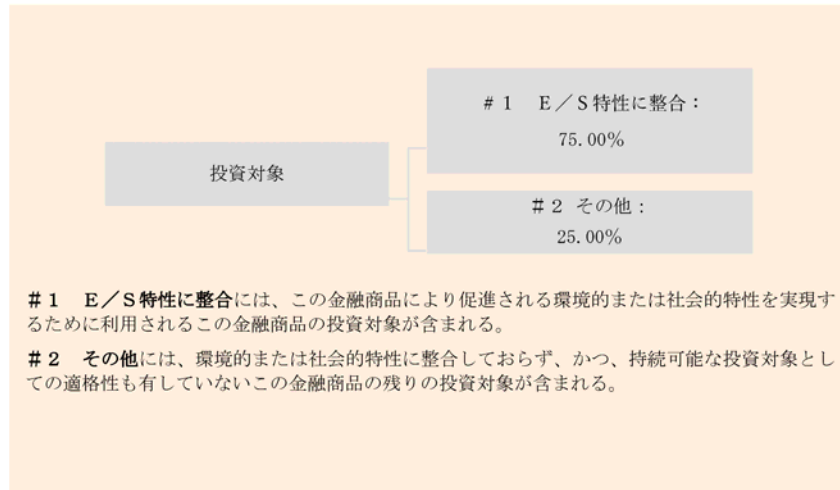 #1 E/S特性に整合:
75.00%
投資対象
#2 その他:
25.00%
#1 E/S特性に整合には、この金融商品により促進される環境的または社会的特性を実現す
るために利用されるこの金融商品の投資対象が含まれる。
#2 その他には、環境的または社会的特性に整合しておらず、かつ、持続可能な投資対象とし
ての適格性も有していないこの金融商品の残りの投資対象が含まれる。